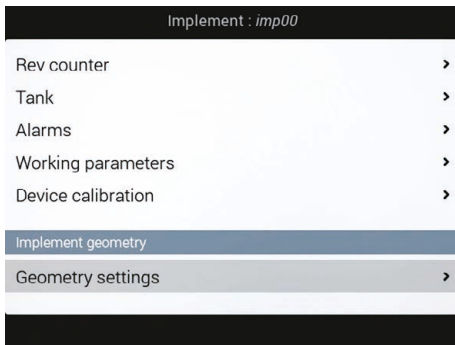 Implement : imp00
Rev counter
Tank
Alarms
Working parameters
Device calibration
Implement geometry
Geometry settings